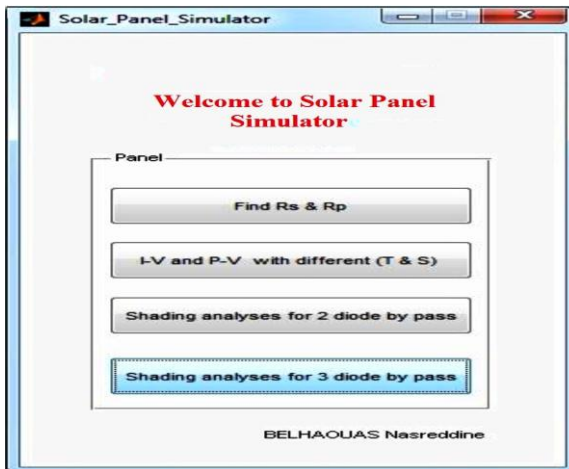 Solar_Panel_Simulator
Welcome to Solar Panel
Simulator
Panel
Find Rs & Rp
I-V and P-V with different (T & S)
Shading analyses for 2 diode by pass
Shading analyses for 3 diode by pass
BELHAOUAS Nasreddine